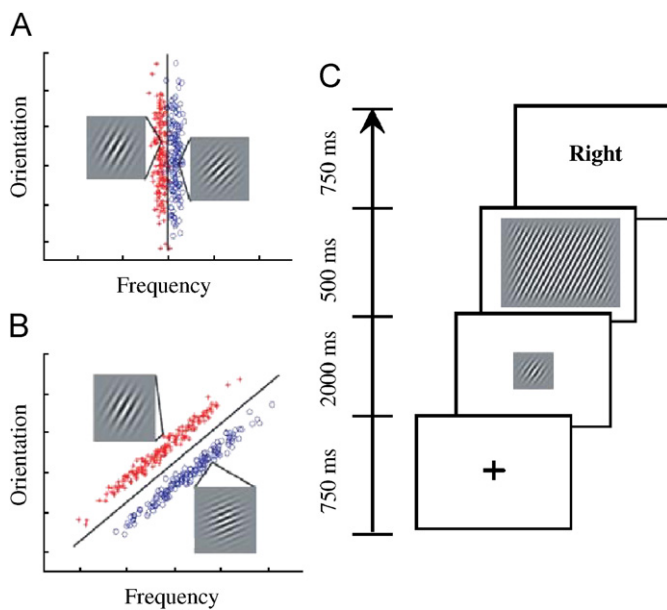 A
Orientation
Frequency
B
Orientation
Frequency
C
750 ms
500 ms
2000 ms
750 ms
Right
+